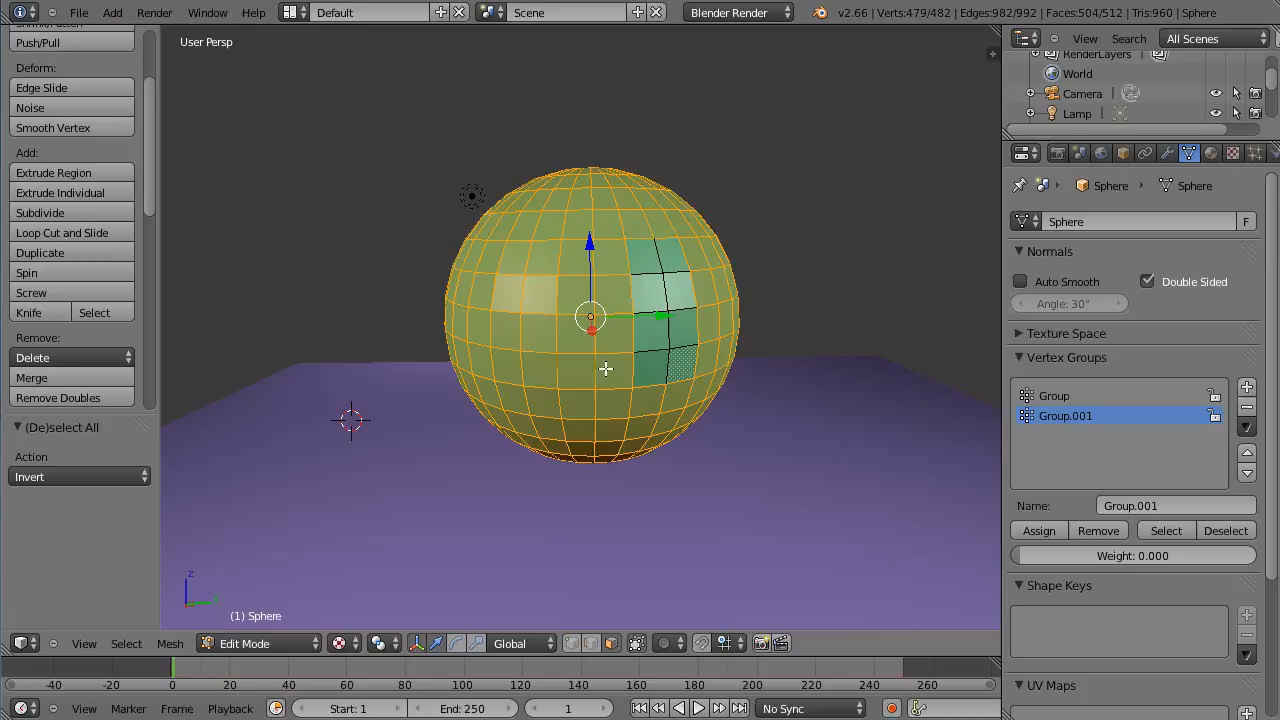 File Add Render Window Help Default Scene Blender Render v2.66 | Verts:479/482 | Edges:982/992 | Faces:504/512 | Tris:960 | Sphere
Push/Pull
Deform:
Edge Slide
Noise
Smooth Vertex
Add:
Extrude Region
Extrude Individual
Subdivide
Loop Cut and Slide
Duplicate
Spin
Screw
Knife Select
Remove:
Delete
Merge
Remove Doubles
(De)select All
Action
Invert
User Persp
z
(1) Sphere
View Select Mesh Edit Mode Global
-40 -20 0 20 40 60 80 100 120 140 160 180 200 220 240 260
View Marker Frame Playback Start: 1 End: 250 1 No Sync
View Search All Scenes
RenderLayers
World
Camera
Lamp
Sphere Sphere
Sphere F
Normals
Auto Smooth Double Sided
Angle: 30°
Texture Space
Vertex Groups
Group
Group.001
Name: Group.001
Assign Remove Select Deselect
Weight: 0.000
Shape Keys
UV Maps